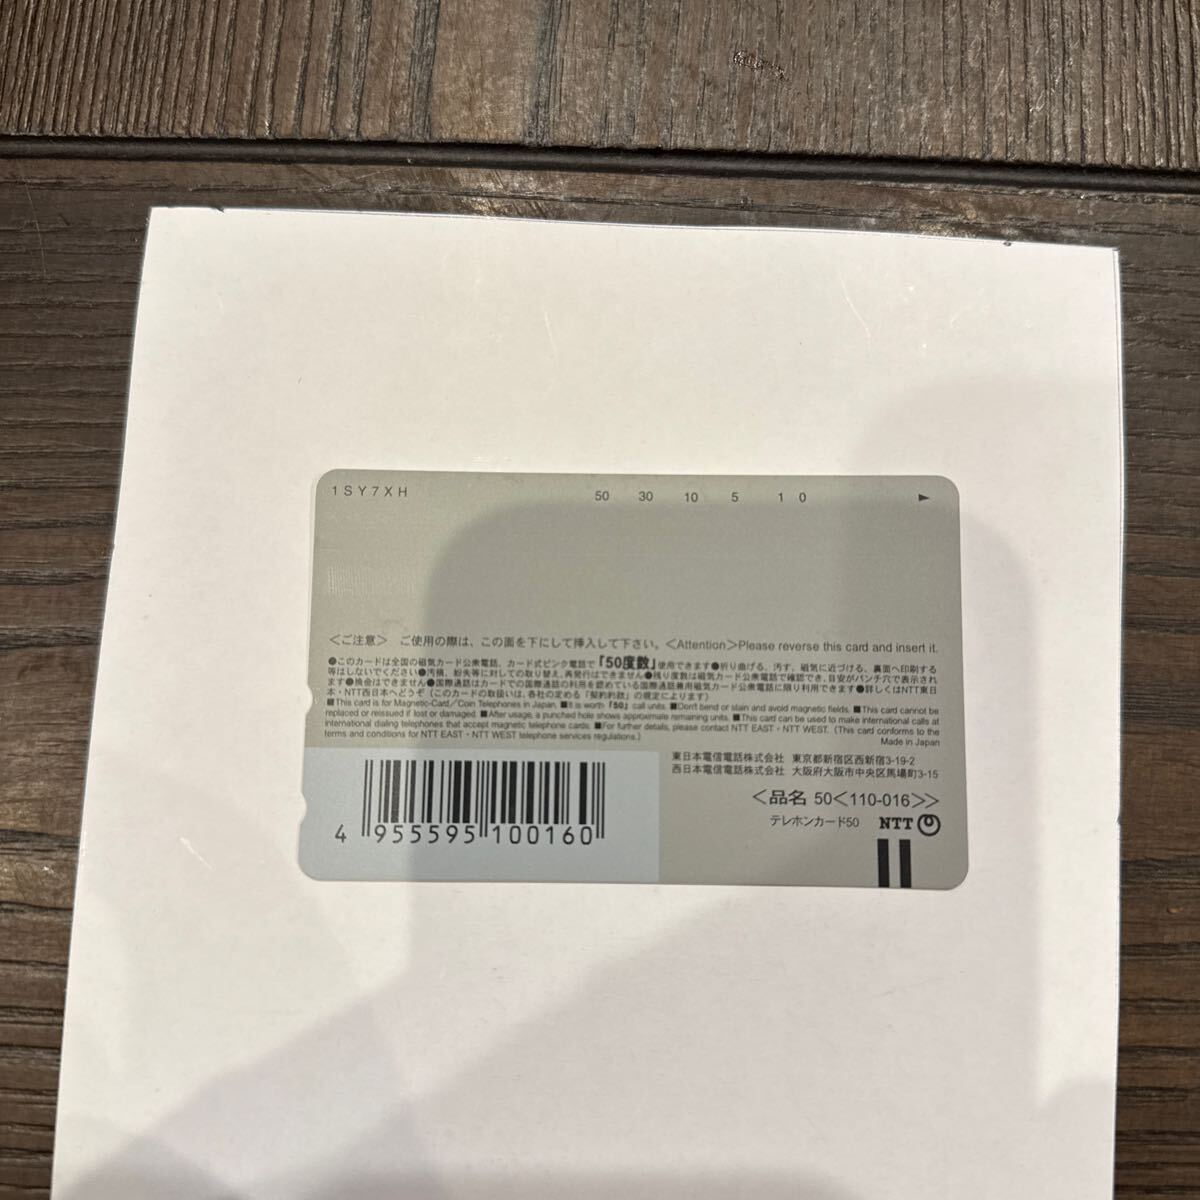 1SY7XH 50 30 10 5 1 0 ►
＜ご注意＞ ご使用の際は、この面を下にして挿入して下さい。＜Attention＞Please reverse this card and insert it.
●このカードは全国の磁気カード公衆電話、カード式ピンク電話で「50度数」使用できます●折り曲げる、汚す、磁気に近づける、裏面へ印刷する
等はしないでください●汚損、紛失等に対しての取り替え、再発行はできません●残り度数は磁気カード公衆電話で確認でき、目安がパンチ穴で表示され
ます●換金はできません●国際通話はカードでの国際通話の利用を認めている国際通話兼用磁気カード公衆電話に限り利用できます●詳しくはNTT東日
本・NTT西日本へどうぞ（このカードの取扱いは、各社の定める「契約約款」の規定によります）
■This card is for Magnetic-Card／Coin Telephones in Japan. ■It is worth「50」call units. ■Don't bend or stain and avoid magnetic fields. ■This card cannot be
replaced or reissued if lost or damaged. ■After usage, a punched hole shows approximate remaining units. ■This card can be used to make international calls at
international dialing telephones that accept magnetic telephone cards. ■For further details, please contact NTT EAST・NTT WEST. (This card conforms to the
terms and conditions for NTT EAST・NTT WEST telephone services regulations.)
Made in Japan
東日本電信電話株式会社 東京都新宿区西新宿3-19-2
西日本電信電話株式会社 大阪府大阪市中央区馬場町3-15
＜品名 50＜110-016＞＞
テレホンカード50 NTT
4 955595 100160